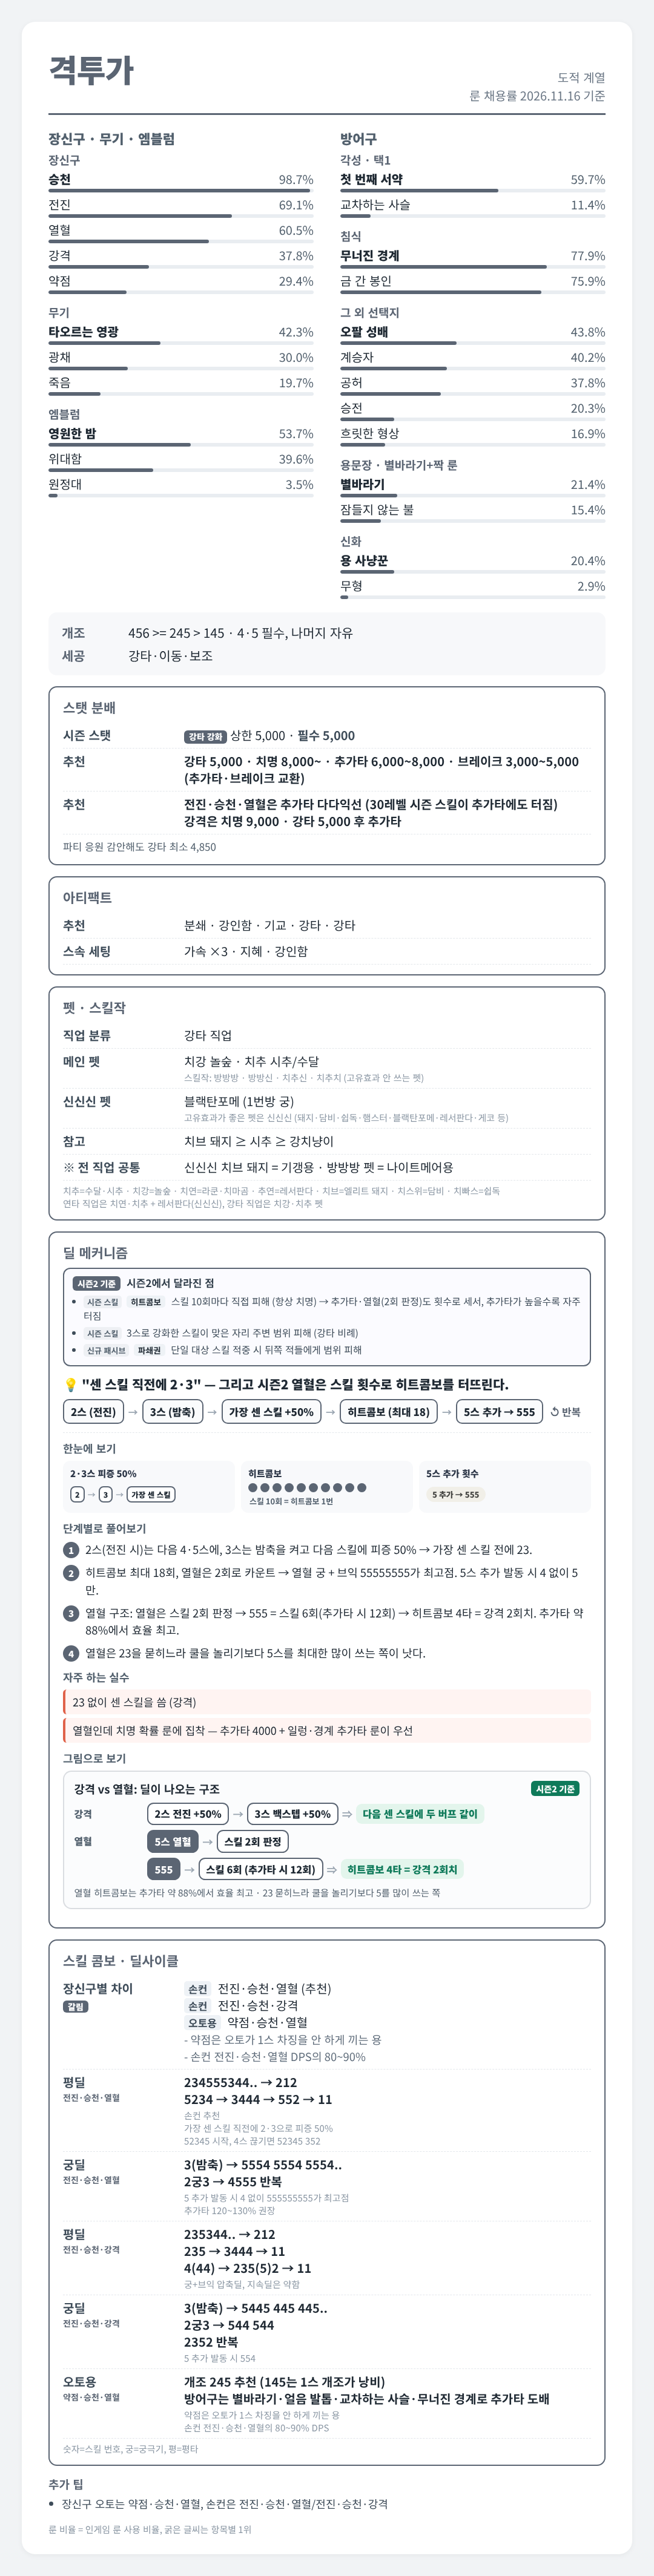 격투가
도적 계열
룬 채용률 2026.11.16 기준
장신구 · 무기 · 엠블럼
장신구
승천 98.7%
전진 69.1%
열혈 60.5%
강격 37.8%
약점 29.4%
무기
타오르는 영광 42.3%
광채 30.0%
죽음 19.7%
엠블럼
영원한 밤 53.7%
위대함 39.6%
원정대 3.5%
방어구
각성 · 택1
첫 번째 서약 59.7%
교차하는 사슬 11.4%
침식
무너진 경계 77.9%
금 간 봉인 75.9%
그 외 선택지
오팔 성배 43.8%
계승자 40.2%
공허 37.8%
승전 20.3%
흐릿한 형상 16.9%
용문장 · 별바라기+짝 룬
별바라기 21.4%
잠들지 않는 불 15.4%
신화
용 사냥꾼 20.4%
무형 2.9%
개조 456 >= 245 > 145 · 4·5 필수, 나머지 자유
세공 강타·이동·보조
스탯 분배
시즌 스탯 강타 강화 상한 5,000 · 필수 5,000
추천 강타 5,000 · 치명 8,000~ · 추가타 6,000~8,000 · 브레이크 3,000~5,000
(추가타·브레이크 교환)
추천 전진·승천·열혈은 추가타 다다익선 (30레벨 시즌 스킬이 추가타에도 터짐)
강격은 치명 9,000 · 강타 5,000 후 추가타
파티 응원 감안해도 강타 최소 4,850
아티팩트
추천 분쇄 · 강인함 · 기교 · 강타 · 강타
스속 세팅 가속 ×3 · 지혜 · 강인함
펫 · 스킬작
직업 분류 강타 직업
메인 펫 치강 놀숲 · 치추 시추/수달
스킬작: 방방방 · 방방신 · 치추신 · 치추치 (고유효과 안 쓰는 펫)
신신신 펫 블랙탄포메 (1번방 궁)
고유효과가 좋은 펫은 신신신 (돼지·담비·쉽독·햄스터·블랙탄포메·레서판다·게코 등)
참고 치브 돼지 ≥ 시추 ≥ 강치냥이
※ 전 직업 공통 신신신 치브 돼지 = 기갱용 · 방방방 펫 = 나이트메어용
치추=수달·시추 · 치강=놀숲 · 치연=라쿤·치마곰 · 추연=레서판다 · 치브=엘리트 돼지 · 치스위=담비 · 치빠스=쉽독
연타 직업은 치연·치추 + 레서판다(신신신), 강타 직업은 치강·치추 펫
딜 메커니즘
시즌2 기준 시즌2에서 달라진 점
• 시즌 스킬 히트콤보 스킬 10회마다 직접 피해 (항상 치명) → 추가타·열혈(2회 판정)도 횟수로 세서, 추가타가 높을수록 자주
터짐
• 시즌 스킬 3스로 강화한 스킬이 맞은 자리 주변 범위 피해 (강타 비례)
• 신규 패시브 파쇄권 단일 대상 스킬 적중 시 뒤쪽 적들에게 범위 피해
💡 "센 스킬 직전에 2·3" — 그리고 시즌2 열혈은 스킬 횟수로 히트콤보를 터뜨린다.
2스 (전진) → 3스 (밤축) → 가장 센 스킬 +50% → 히트콤보 (최대 18) → 5스 추가 → 555 ↺ 반복
한눈에 보기
2·3스 피증 50%
2 → 3 → 가장 센 스킬
히트콤보
스킬 10회 = 히트콤보 1번
5스 추가 횟수
5 추가 → 555
단계별로 풀어보기
1 2스(전진 시)는 다음 4·5스에, 3스는 밤축을 켜고 다음 스킬에 피증 50% → 가장 센 스킬 전에 23.
2 히트콤보 최대 18회, 열혈은 2회로 카운트 → 열혈 궁 + 브익 55555555가 최고점. 5스 추가 발동 시 4 없이 5
만.
3 열혈 구조: 열혈은 스킬 2회 판정 → 555 = 스킬 6회(추가타 시 12회) → 히트콤보 4타 = 강격 2회치. 추가타 약
88%에서 효율 최고.
4 열혈은 23을 묻히느라 쿨을 놀리기보다 5스를 최대한 많이 쓰는 쪽이 낫다.
자주 하는 실수
23 없이 센 스킬을 씀 (강격)
열혈인데 치명 확률 룬에 집착 — 추가타 4000 + 일렁·경계 추가타 룬이 우선
그림으로 보기
강격 vs 열혈: 딜이 나오는 구조 시즌2 기준
강격 2스 전진 +50% → 3스 백스텝 +50% ⇒ 다음 센 스킬에 두 버프 같이
열혈 5스 열혈 → 스킬 2회 판정
555 → 스킬 6회 (추가타 시 12회) ⇒ 히트콤보 4타 = 강격 2회치
열혈 히트콤보는 추가타 약 88%에서 효율 최고 · 23 묻히느라 쿨 놀리기보다 5를 많이 쓰는 쪽
스킬 콤보 · 딜사이클
장신구별 차이 손컨 전진·승천·열혈 (추천)
갈림 손컨 전진·승천·강격
오토용 약점·승천·열혈
- 약점은 오토가 1스 차징을 안 하게 끼는 용
- 손컨 전진·승천·열혈 DPS의 80~90%
평딜 234555344.. → 212
전진·승천·열혈 5234 → 3444 → 552 → 11
손컨 추천
가장 센 스킬 직전에 2·3으로 피증 50%
52345 시작, 4스 끊기면 52345 352
궁딜 3(밤축) → 5554 5554 5554..
전진·승천·열혈 2궁3 → 4555 반복
5 추가 발동 시 4 없이 555555555가 최고점
추가타 120~130% 권장
평딜 235344.. → 212
전진·승천·강격 235 → 3444 → 11
4(44) → 235(5)2 → 11
궁+브익 압축딜, 지속딜은 약함
궁딜 3(밤축) → 5445 445 445..
전진·승천·강격 2궁3 → 544 544
2352 반복
5 추가 발동 시 554
오토용 개조 245 추천 (145는 1스 개조가 낭비)
약점·승천·열혈 방어구는 별바라기·얼음 발톱·교차하는 사슬·무너진 경계로 추가타 도배
약점은 오토가 1스 차징을 안 하게 끼는 용
손컨 전진·승천·열혈의 80~90% DPS
숫자=스킬 번호, 궁=궁극기, 평=평타
추가 팁
• 장신구 오토는 약점·승천·열혈, 손컨은 전진·승천·열혈/전진·승천·강격
룬 비율 = 인게임 룬 사용 비율, 굵은 글씨는 항목별 1위